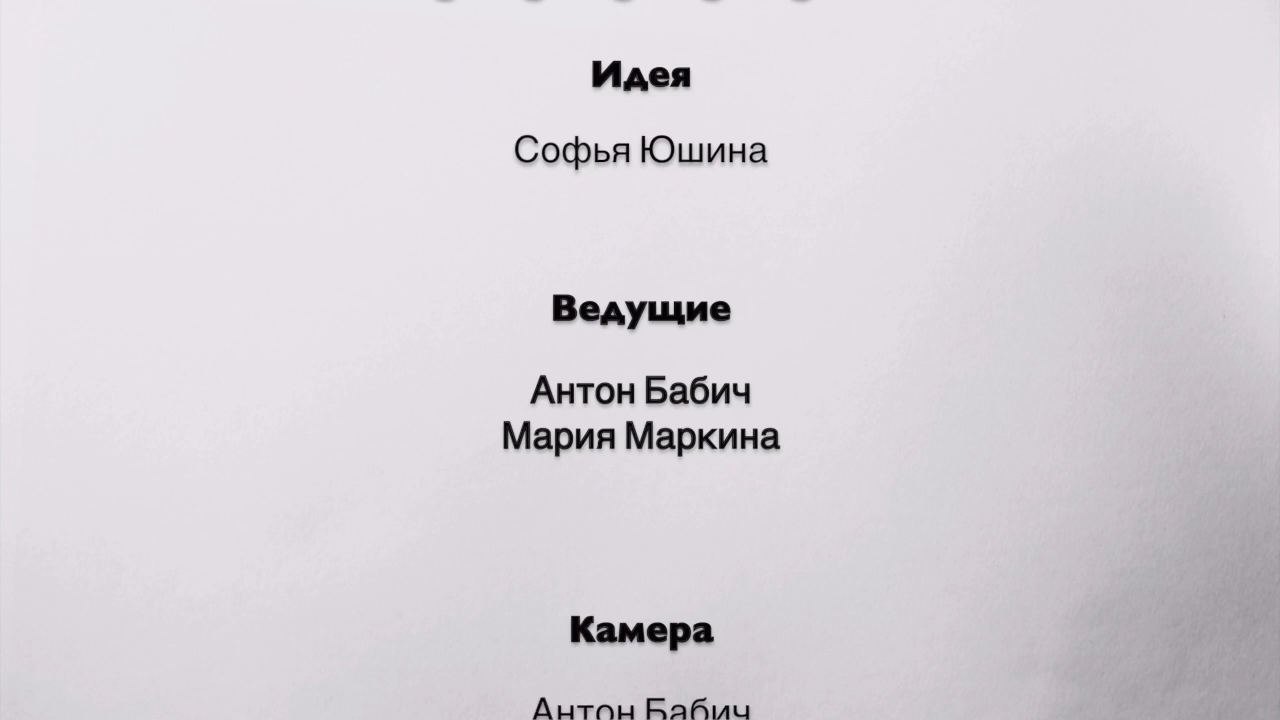 Идея
Софья Юшина
Ведущие
Антон Бабич
Мария Маркина
Камера
Антон Бабич